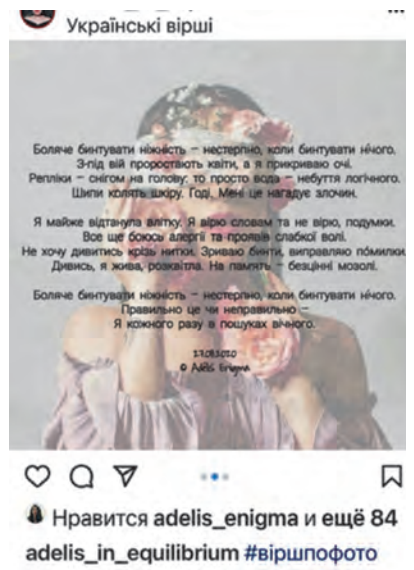 Українські вірші
Боляче бинтувати ніжність – нестерпно, коли бинтувати нічого.
З-під вій проростають квіти, а я прикриваю очі.
Репліки – снігом на голову: то просто вода – небуття логічного.
Шипи колять шкіру. Годі. Мені це нагадує злочин.
Я майже відтанула влітку. Я вірю словам та не вірю, подумки.
Все ще боюсь алергії та проявів слабкої волі.
Не хочу дивитись крізь нитки. Зриваю бинти, виправляю помилки.
Дивись, я жива, розквітла. На память – безцінні мозолі.
Боляче бинтувати ніжність – нестерпно, коли бинтувати нічого.
Правильно це чи неправильно –
Я кожного разу в пошуках вічного.
© Adelis Enigma
Нравится adelis_enigma и ещё 84
adelis_in_equilibrium #віршпофото